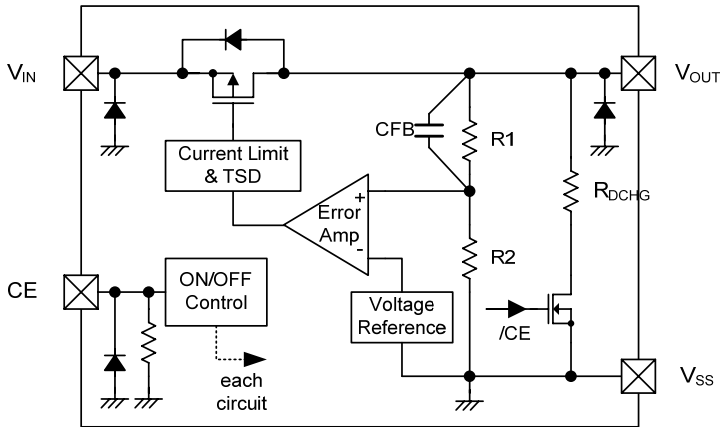 VIN
VOUT
CFB
R1
Current Limit
& TSD
RDCHG
+
Error
Amp
-
R2
CE
ON/OFF
Control
Voltage
Reference
/CE
each
circuit
VSS